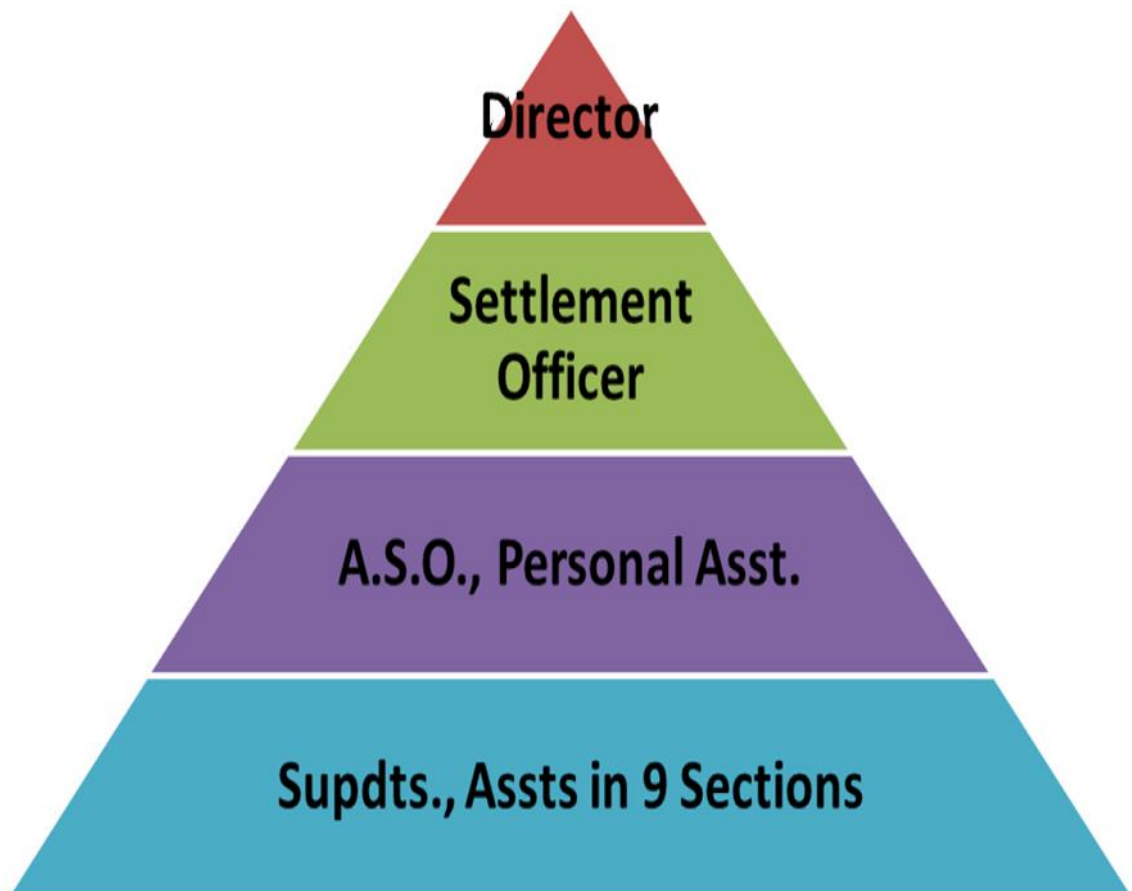 Director
Settlement
Officer
A.S.O., Personal Asst.
Supdts., Assts in 9 Sections